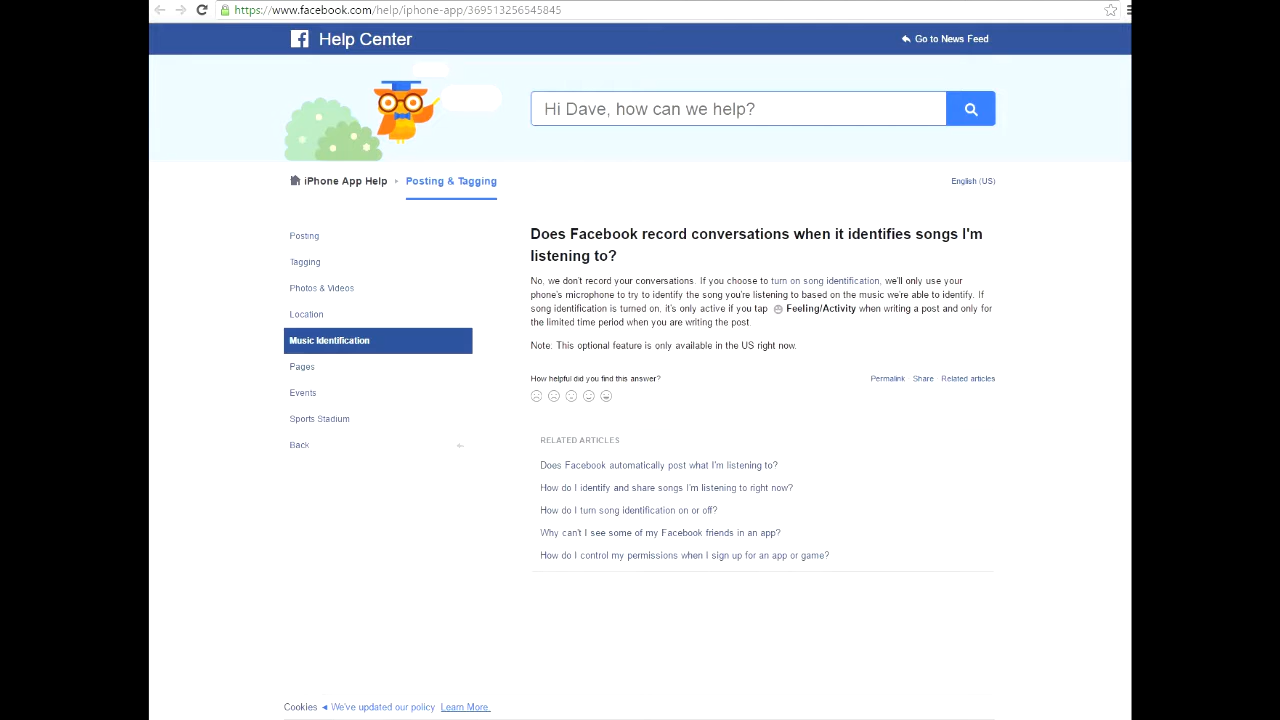 https://www.facebook.com/help/iphone-app/369513256545845
Help Center
Go to News Feed
Hi Dave, how can we help?
iPhone App Help
Posting & Tagging
English (US)
Posting
Tagging
Photos & Videos
Location
Music Identification
Pages
Events
Sports Stadium
Back
Does Facebook record conversations when it identifies songs I'm
listening to?
No, we don't record your conversations. If you choose to turn on song identification, we'll only use your
phone's microphone to try to identify the song you're listening to based on the music we're able to identify. If
song identification is turned on, it's only active if you tap Feeling/Activity when writing a post and only for
the limited time period when you are writing the post.
Note: This optional feature is only available in the US right now.
How helpful did you find this answer?
Permalink Share Related articles
RELATED ARTICLES
Does Facebook automatically post what I'm listening to?
How do I identify and share songs I'm listening to right now?
How do I turn song identification on or off?
Why can't I see some of my Facebook friends in an app?
How do I control my permissions when I sign up for an app or game?
Cookies ◄ We've updated our policy Learn More.